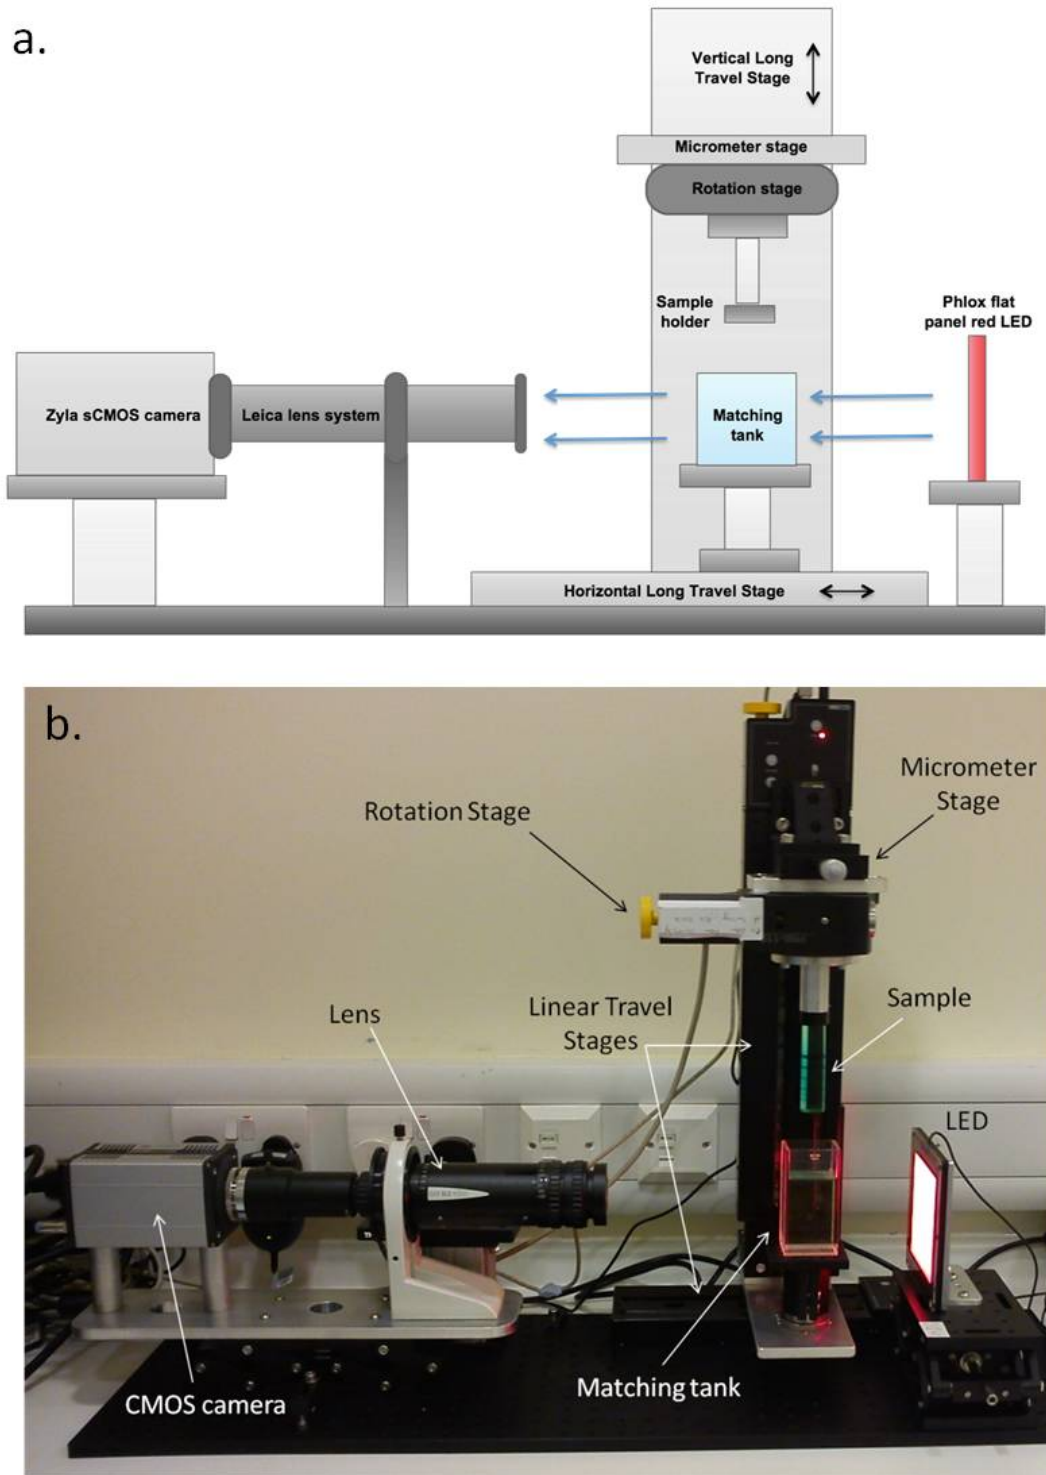 a.
Vertical Long
Travel Stage
Micrometer stage
Rotation stage
Sample
holder
Phlox flat
panel red LED
Zyla sCMOS camera
Leica lens system
Matching
tank
Horizontal Long Travel Stage
b.
Micrometer
Stage
Rotation Stage
Sample
Lens
Linear Travel
Stages
LED
Matching tank
CMOS camera